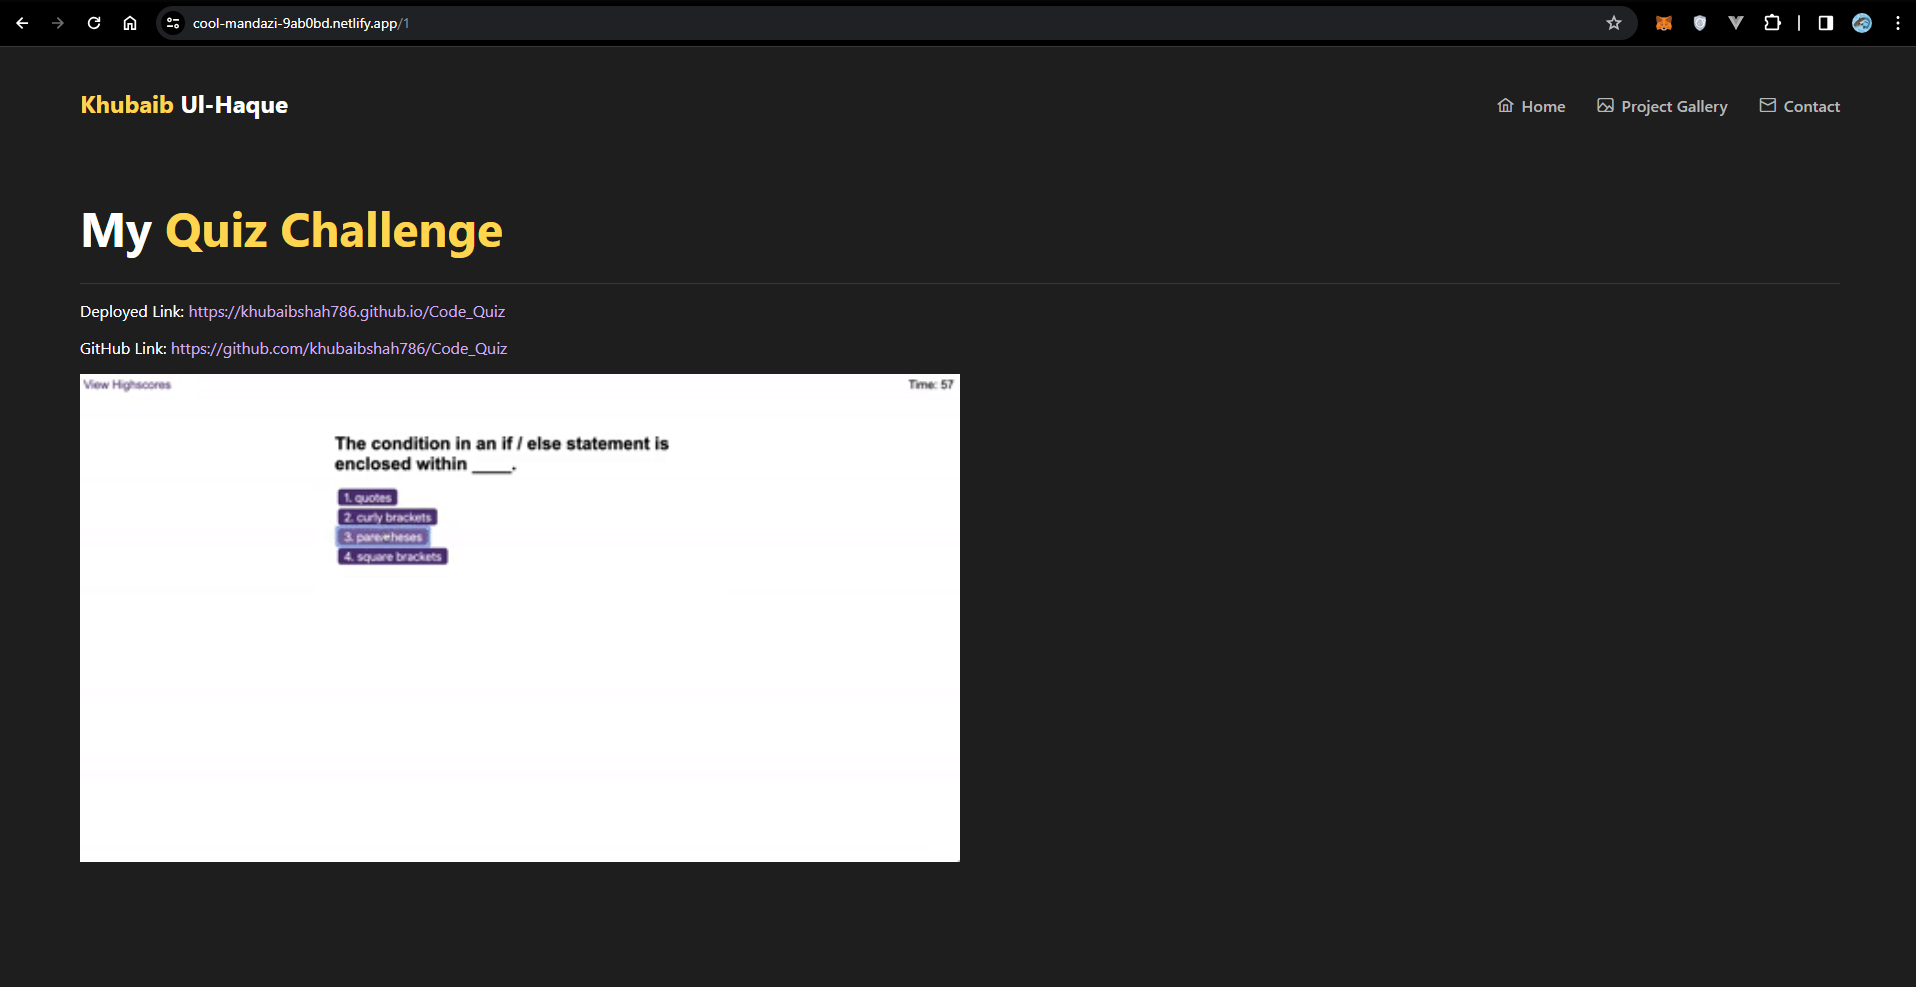 cool-mandazi-9ab0bd.netlify.app/1
Khubaib Ul-Haque
Home
Project Gallery
Contact
My Quiz Challenge
Deployed Link: https://khubaibshah786.github.io/Code_Quiz
GitHub Link: https://github.com/khubaibshah786/Code_Quiz
View Highscores
Time: 57
The condition in an if / else statement is
enclosed within ____.
1. quotes
2. curly brackets
3. parentheses
4. square brackets